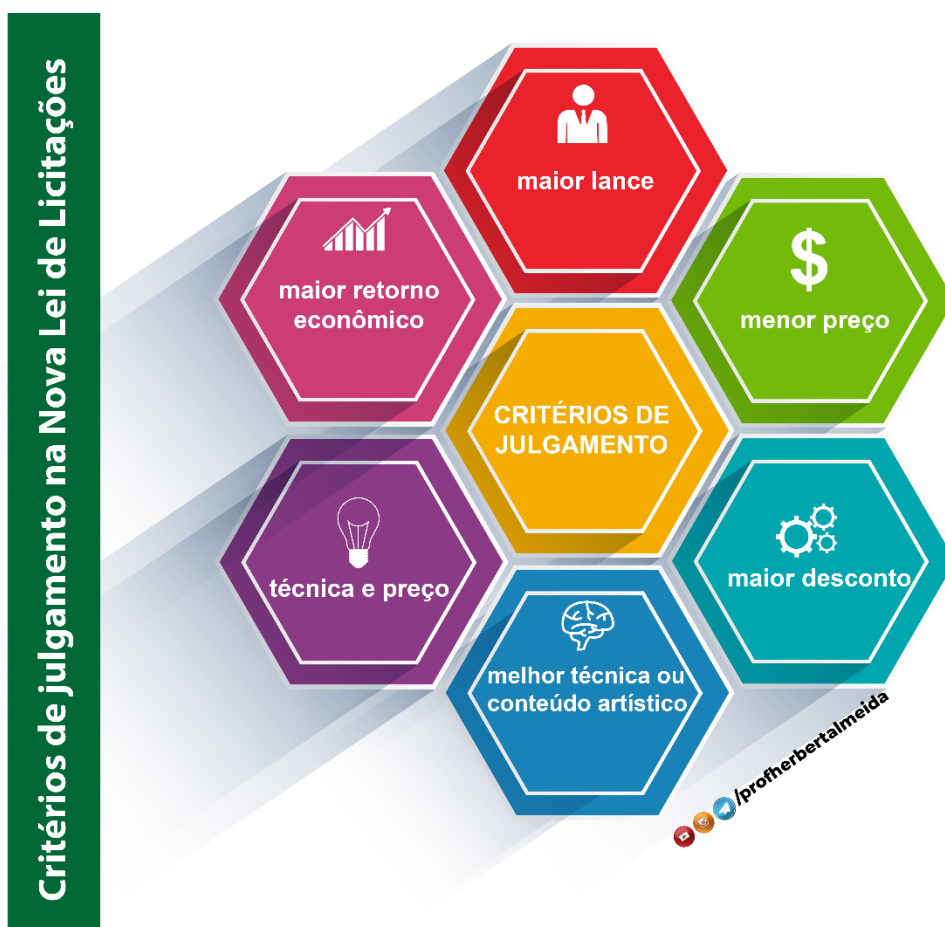 Critérios de julgamento na Nova Lei de Licitações
maior lance
maior retorno
econômico
$
menor preço
CRITÉRIOS DE
JULGAMENTO
técnica e preço
maior desconto
melhor técnica ou
conteúdo artístico
/profherbertalmeida